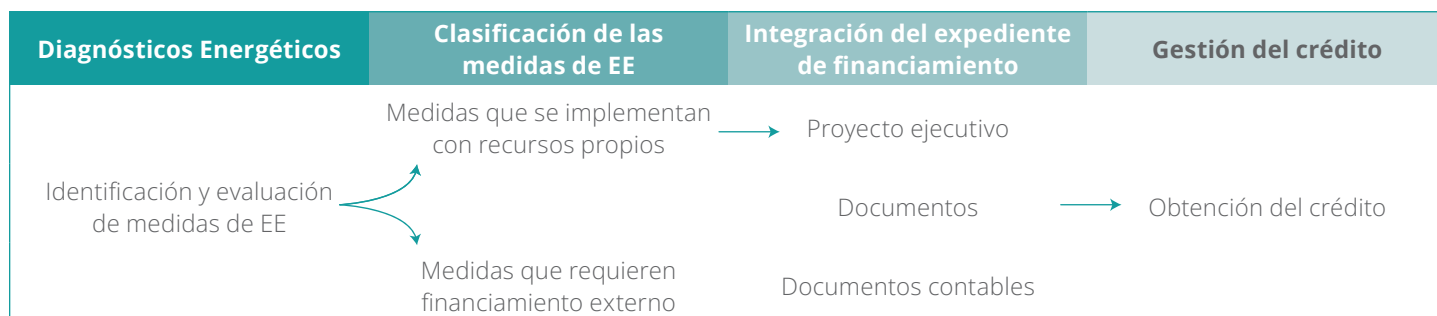 Diagnósticos Energéticos
Clasificación de las
medidas de EE
Integración del expediente
de financiamiento
Gestión del crédito
Identificación y evaluación
de medidas de EE
Medidas que se implementan
con recursos propios
Medidas que requieren
financiamiento externo
Proyecto ejecutivo
Documentos
Documentos contables
Obtención del crédito